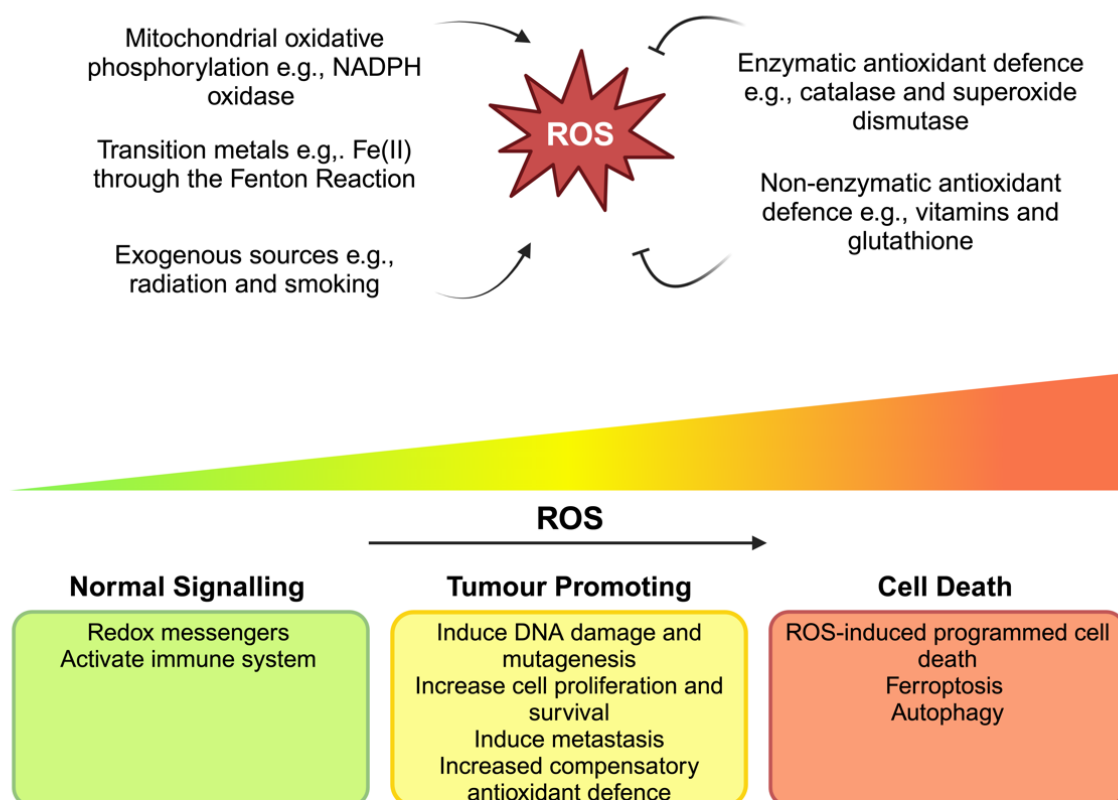 Mitochondrial oxidative
phosphorylation e.g., NADPH
oxidase
Transition metals e.g,. Fe(II)
through the Fenton Reaction
Exogenous sources e.g.,
radiation and smoking
ROS
Enzymatic antioxidant defence
e.g., catalase and superoxide
dismutase
Non-enzymatic antioxidant
defence e.g., vitamins and
glutathione
ROS
Normal Signalling
Redox messengers
Activate immune system
Tumour Promoting
Induce DNA damage and
mutagenesis
Increase cell proliferation and
survival
Induce metastasis
Increased compensatory
antioxidant defence
Cell Death
ROS-induced programmed cell
death
Ferroptosis
Autophagy